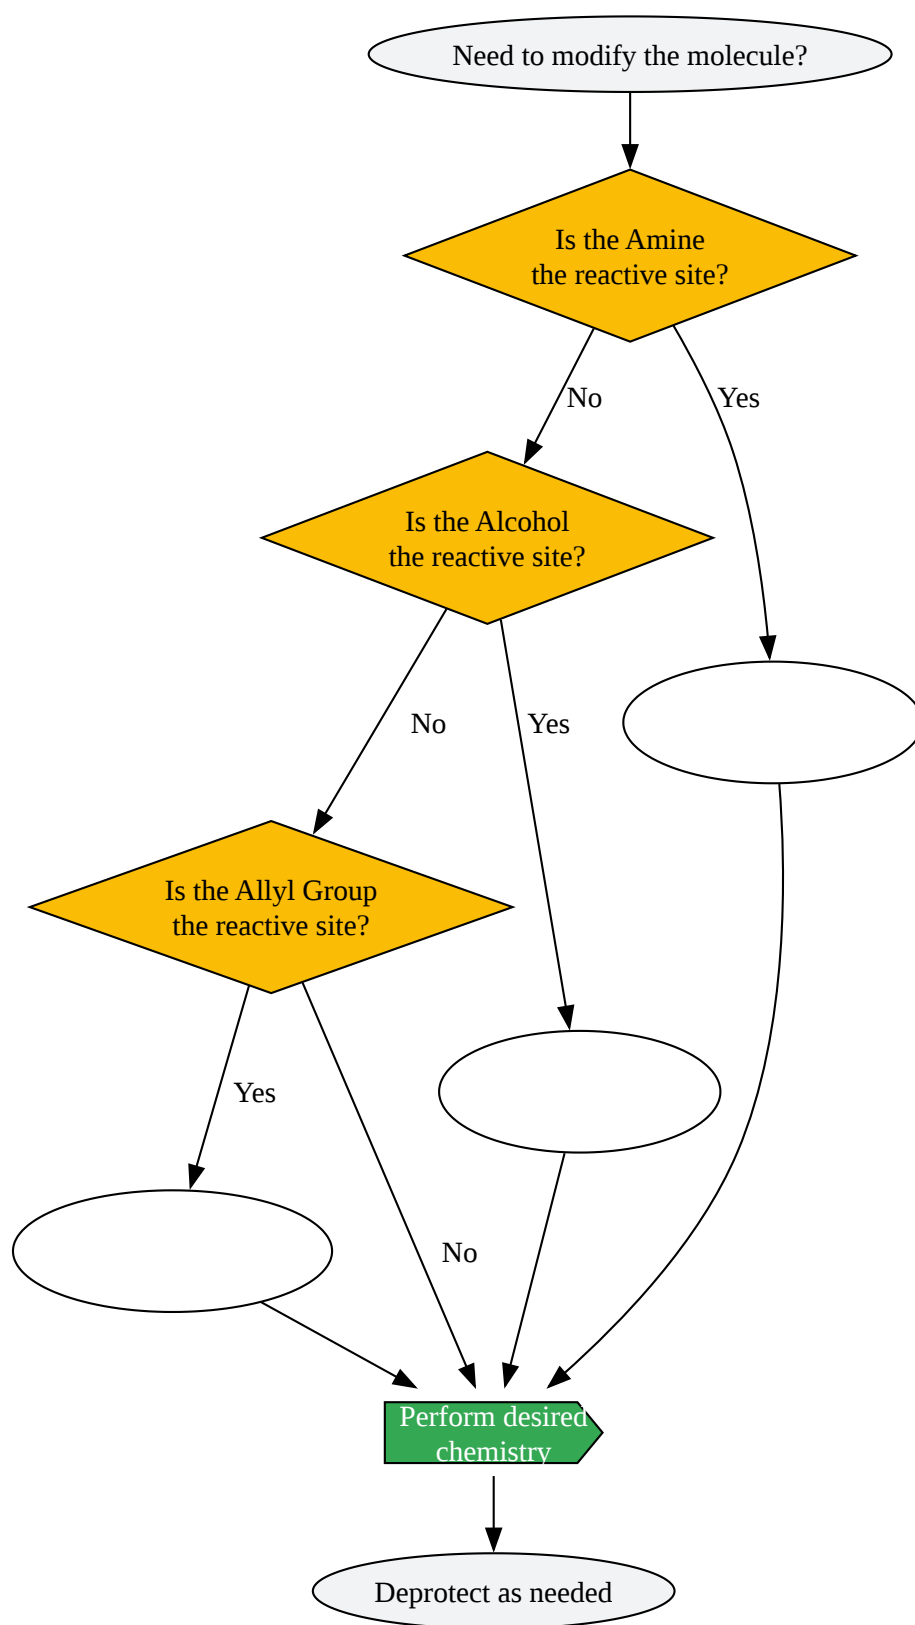 Need to modify the molecule?
Is the Amine
the reactive site?
No
Yes
Is the Alcohol
the reactive site?
No
Yes
Is the Allyl Group
the reactive site?
Yes
No
Perform desired
chemistry
Deprotect as needed